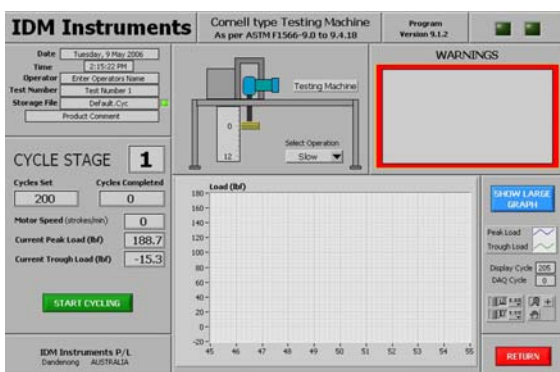 IDM Instruments
Cornell type Testing Machine
As per ASTM F1566-9.0 to 9.4.18
Program
Version 9.1.2
Date Tuesday, 9 May 2006
Time 2:15:22 PM
Operator Enter Operators Name
Test Number Test Number 1
Storage File Default.Cyc
Product Comment
Testing Machine
0
12
Select Operation
Slow
WARNINGS
CYCLE STAGE 1
Cycles Set Cycles Completed
200 0
Motor Speed (strokes/min) 0
Current Peak Load (lbf) 188.7
Current Trough Load (lbf) -15.3
START CYCLING
IDM Instruments P/L
Dandenong AUSTRALIA
Load (lbf)
180
160
140
120
100
80
60
40
20
0
-20
45 46 47 48 49 50 51 52 53 54 55
SHOW LARGE
GRAPH
Peak Load
Trough Load
Display Cycle 205
DAQ Cycle 0
RETURN